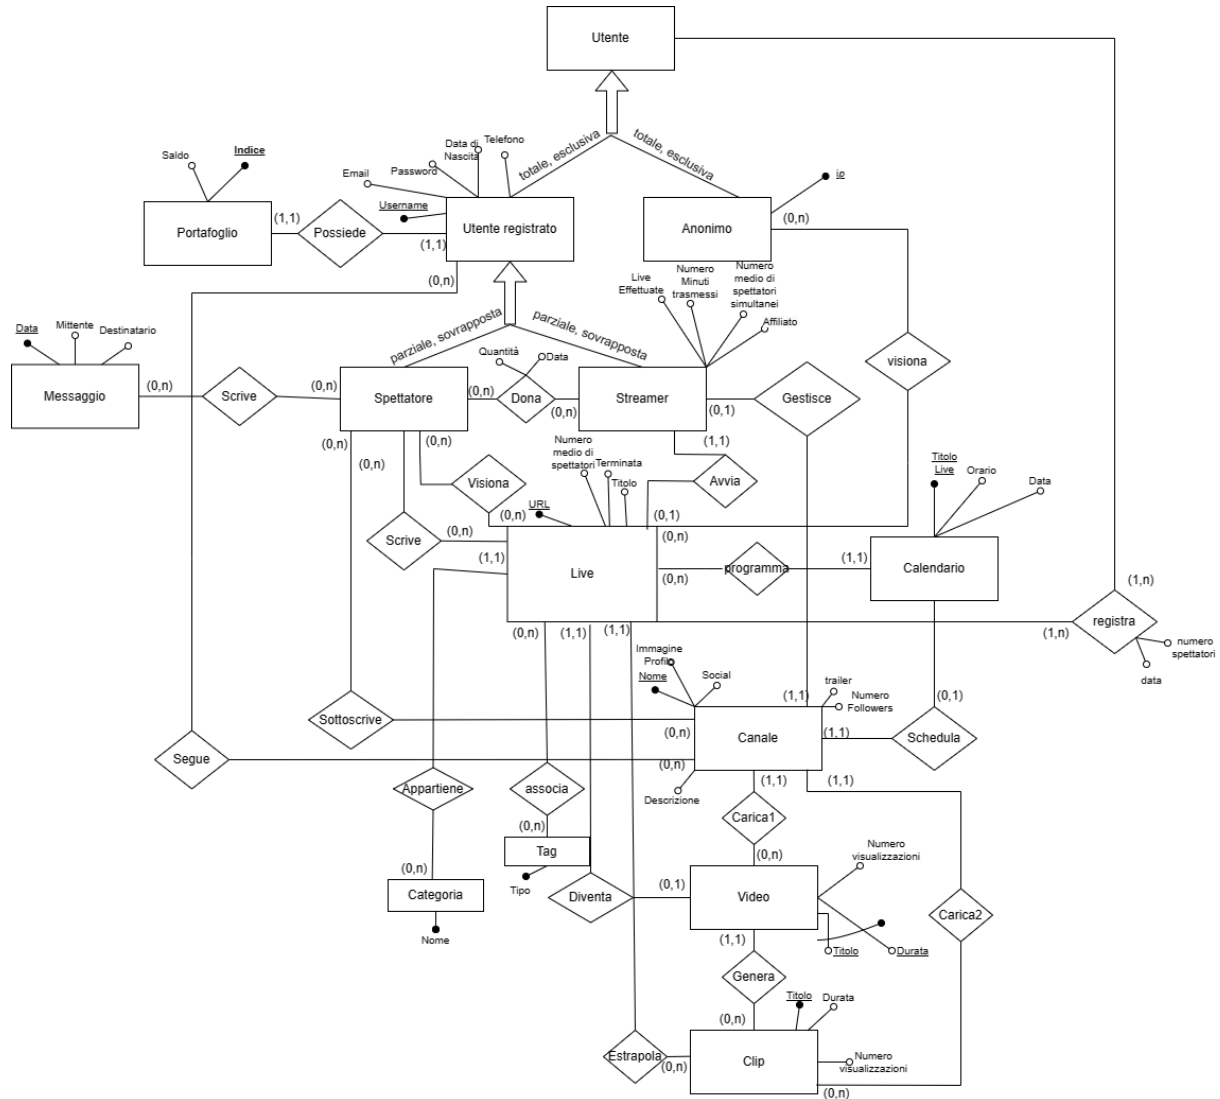 Utente
totale, esclusiva
totale, esclusiva
Saldo
Indice
Data di
Nascita
Telefono
Email
Password
Username
ip
Portafoglio
(1,1)
Possiede
(1,1)
Utente registrato
Anonimo
(0,n)
(0,n)
Live
Effettuate
Numero
Minuti
trasmessi
Numero
medio di
spettatori
simultanei
Affiliato
parziale, sovrapposta
parziale, sovrapposta
Data
Mittente
Destinatario
Quantità
Data
visiona
Messaggio
(0,n)
Scrive
(0,n)
Spettatore
(0,n)
Dona
(0,n)
Streamer
(0,1)
Gestisce
(0,n)
(0,n)
(0,n)
(1,1)
Numero
medio di
spettatori
Terminata
Titolo
Visiona
Avvia
Titolo
Live
Orario
Data
URL
(0,n)
(0,1)
(0,n)
Scrive
(0,n)
(1,1)
Live
(0,n)
programma
(1,1)
Calendario
(0,n)
(1,1)
(1,1)
(1,n)
(1,n)
registra
numero
spettatori
data
Immagine
Profilo
Nome
Social
trailer
Numero
Followers
(1,1)
(0,1)
Sottoscrive
(0,n)
Canale
(1,1)
Schedula
Segue
(0,n)
(1,1)
(1,1)
Descrizione
Appartiene
associa
Carica1
(0,n)
(0,n)
(0,n)
Tag
Tipo
Numero
visualizzazioni
Categoria
Nome
Diventa
(0,1)
Video
Carica2
(1,1)
Titolo
Durata
Genera
Titolo
Durata
(0,n)
Estrapola
(0,n)
Clip
Numero
visualizzazioni
(0,n)